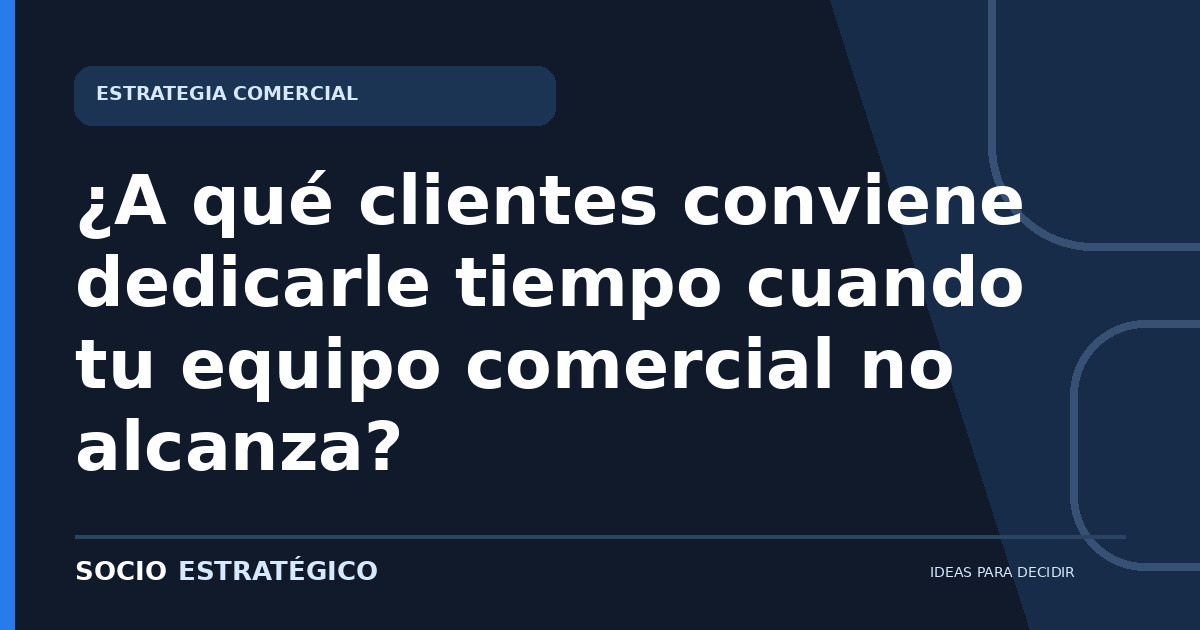 ESTRATEGIA COMERCIAL
¿A qué clientes conviene
dedicarle tiempo cuando
tu equipo comercial no
alcanza?
SOCIO ESTRATÉGICO
IDEAS PARA DECIDIR